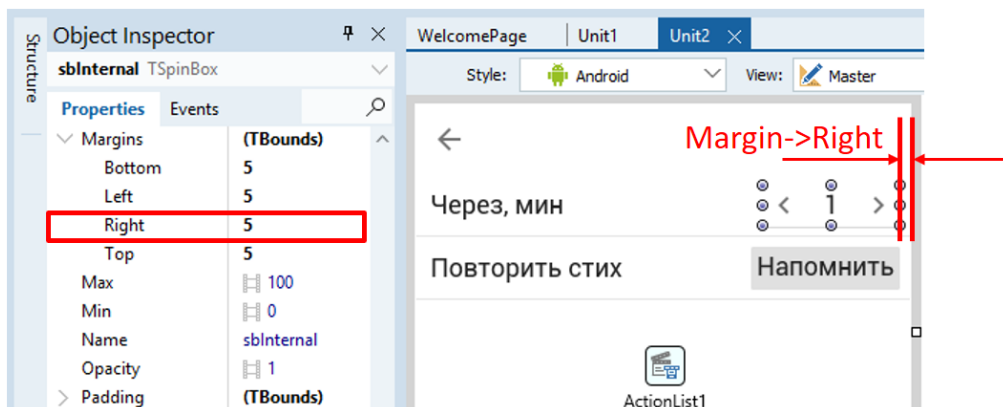 Structure
Object Inspector
sbInternal TSpinBox
Properties Events
Margins (TBounds)
Bottom 5
Left 5
Right 5
Top 5
Max 100
Min 0
Name sbInternal
Opacity 1
Padding (TBounds)
WelcomePage Unit1 Unit2
Style: Android View: Master
Margin->Right
Через, мин 1
Повторить стих Напомнить
ActionList1